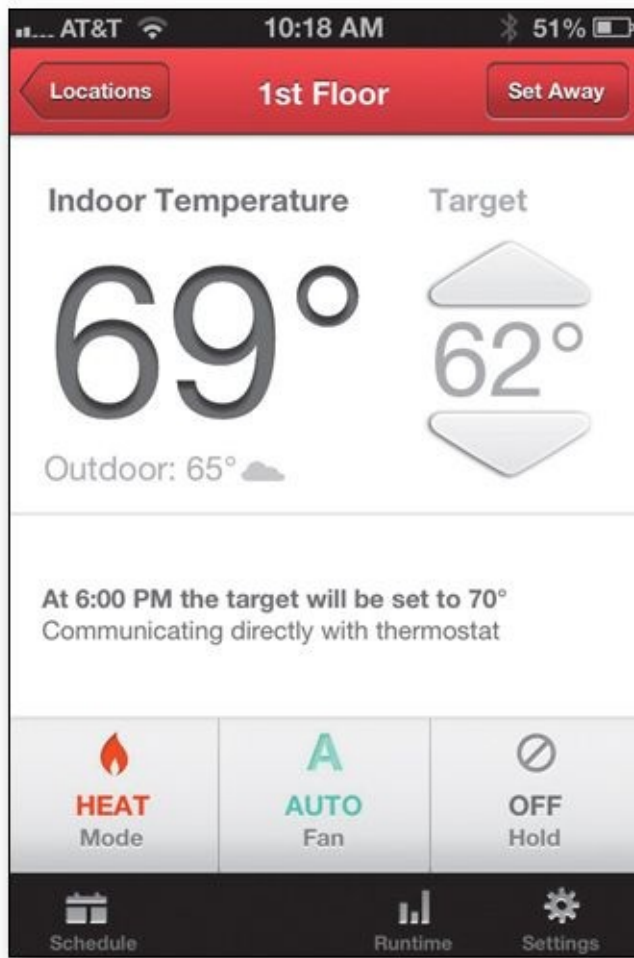 AT&T 10:18 AM 51%
Locations 1st Floor Set Away
Indoor Temperature Target
69° 62°
Outdoor: 65°
At 6:00 PM the target will be set to 70°
Communicating directly with thermostat
A
HEAT AUTO OFF
Mode Fan Hold
Schedule Runtime Settings